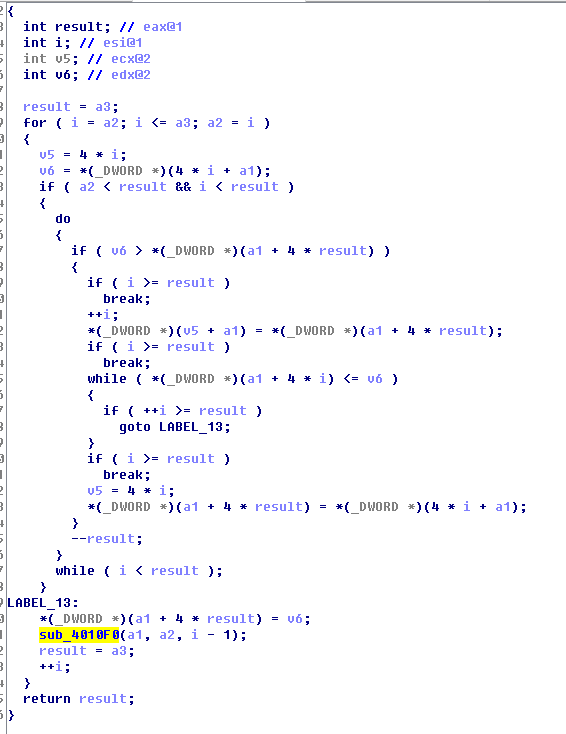 {
int result; // eax@1
int i; // esi@1
int v5; // ecx@2
int v6; // edx@2
result = a3;
for ( i = a2; i <= a3; a2 = i )
{
v5 = 4 * i;
v6 = *(_DWORD *)(4 * i + a1);
if ( a2 < result && i < result )
{
do
{
if ( v6 > *(_DWORD *)(a1 + 4 * result) )
{
if ( i >= result )
break;
++i;
*(_DWORD *)(v5 + a1) = *(_DWORD *)(a1 + 4 * result);
if ( i >= result )
break;
while ( *(_DWORD *)(a1 + 4 * i) <= v6 )
{
if ( ++i >= result )
goto LABEL_13;
}
if ( i >= result )
break;
v5 = 4 * i;
*(_DWORD *)(a1 + 4 * result) = *(_DWORD *)(4 * i + a1);
}
--result;
}
while ( i < result );
}
LABEL_13:
*(_DWORD *)(a1 + 4 * result) = v6;
sub_4010F0(a1, a2, i - 1);
result = a3;
++i;
}
return result;
}